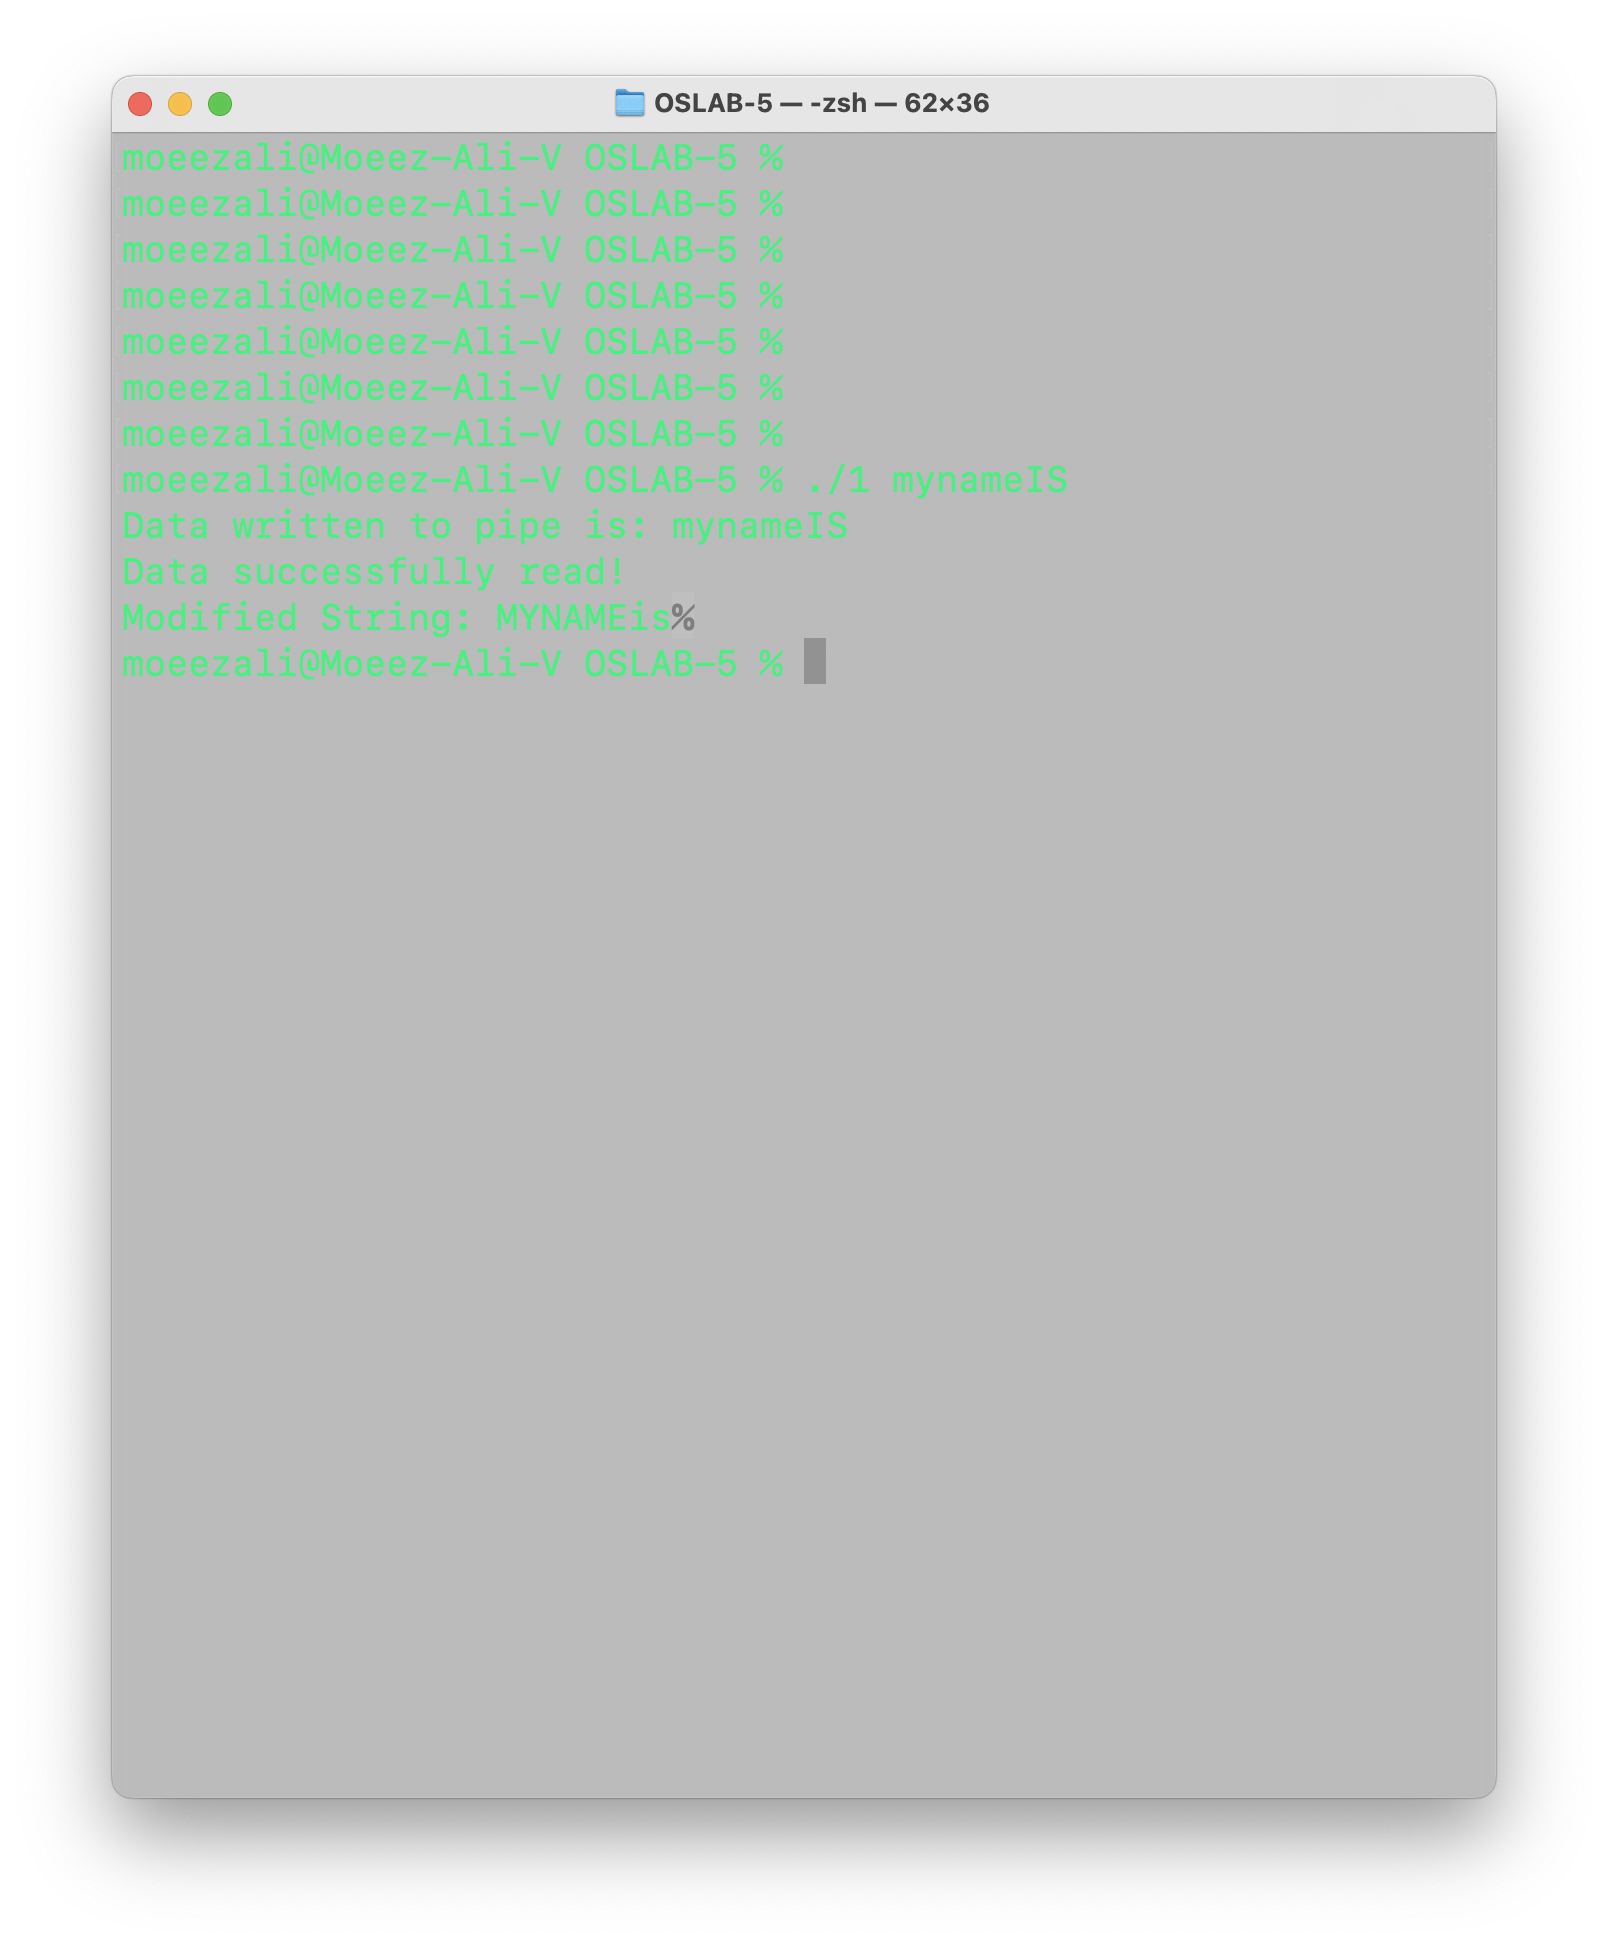 OSLAB-5 — -zsh — 62×36
moeezali@Moeez-Ali-V OSLAB-5 %
moeezali@Moeez-Ali-V OSLAB-5 %
moeezali@Moeez-Ali-V OSLAB-5 %
moeezali@Moeez-Ali-V OSLAB-5 %
moeezali@Moeez-Ali-V OSLAB-5 %
moeezali@Moeez-Ali-V OSLAB-5 %
moeezali@Moeez-Ali-V OSLAB-5 %
moeezali@Moeez-Ali-V OSLAB-5 % ./1 mynameIS
Data written to pipe is: mynameIS
Data successfully read!
Modified String: MYNAMEis%
moeezali@Moeez-Ali-V OSLAB-5 %